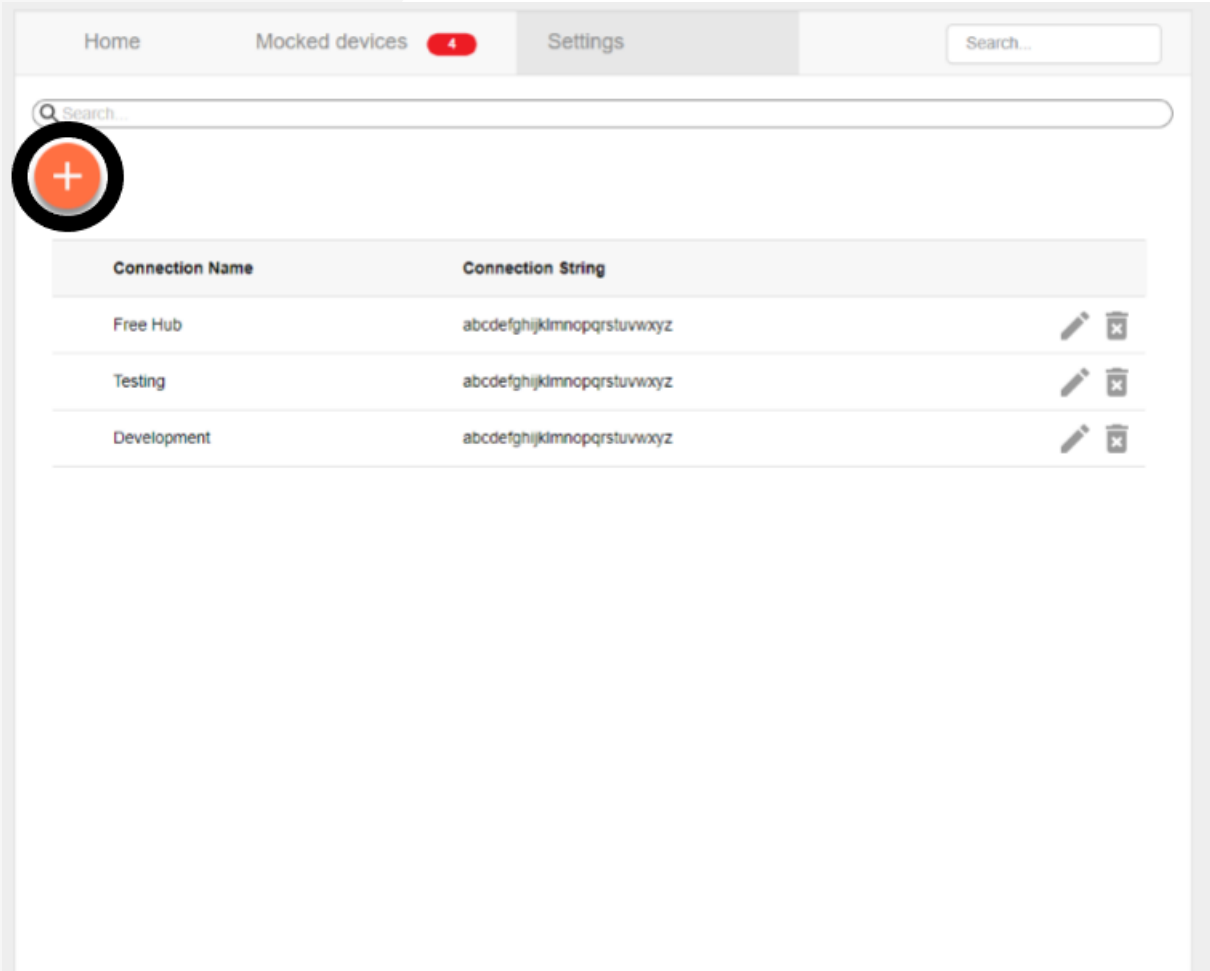 Home Mocked devices 4 Settings Search...
Search...
+
Connection Name Connection String
Free Hub abcdefghijklmnopqrstuvwxyz
Testing abcdefghijklmnopqrstuvwxyz
Development abcdefghijklmnopqrstuvwxyz